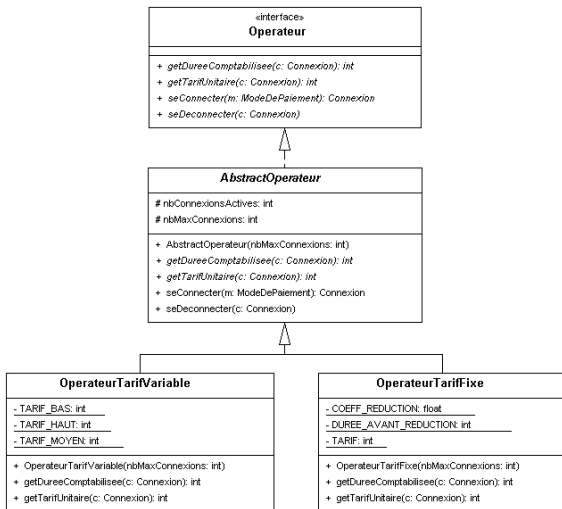 «interface»
Operateur
+ getDureeComptabilisee(c: Connexion): int
+ getTarifUnitaire(c: Connexion): int
+ seConnecter(m: ModeDePaiement): Connexion
+ seDeconnecter(c: Connexion)
AbstractOperateur
# nbConnexionsActives: int
# nbMaxConnexions: int
+ AbstractOperateur(nbMaxConnexions: int)
+ getDureeComptabilisee(c: Connexion): int
+ getTarifUnitaire(c: Connexion): int
+ seConnecter(m: ModeDePaiement): Connexion
+ seDeconnecter(c: Connexion)
OperateurTarifVariable
- TARIF_BAS: int
- TARIF_HAUT: int
- TARIF_MOYEN: int
+ OperateurTarifVariable(nbMaxConnexions: int)
+ getDureeComptabilisee(c: Connexion): int
+ getTarifUnitaire(c: Connexion): int
OperateurTarifFixe
- COEFF_REDUCTION: float
- DUREE_AVANT_REDUCTION: int
- TARIF: int
+ OperateurTarifFixe(nbMaxConnexions: int)
+ getDureeComptabilisee(c: Connexion): int
+ getTarifUnitaire(c: Connexion): int